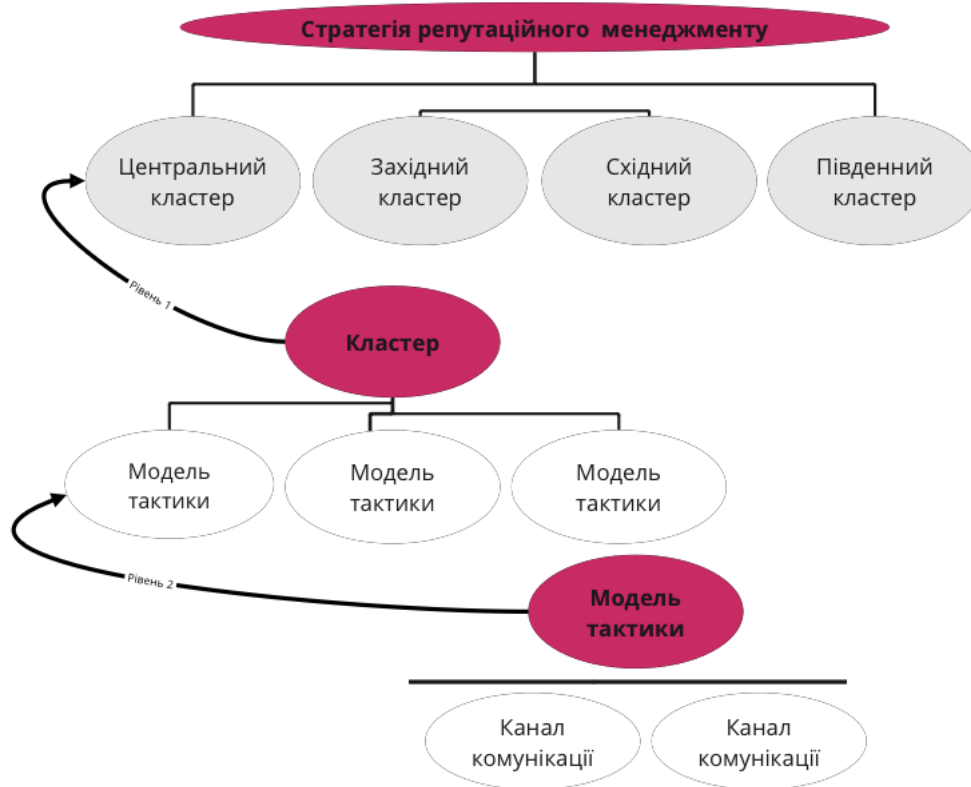 Стратегія репутаційного менеджменту
Центральний
кластер
Західний
кластер
Східний
кластер
Південний
кластер
Рівень 1
Кластер
Модель
тактики
Модель
тактики
Модель
тактики
Рівень 2
Модель
тактики
Канал
комунікації
Канал
комунікації